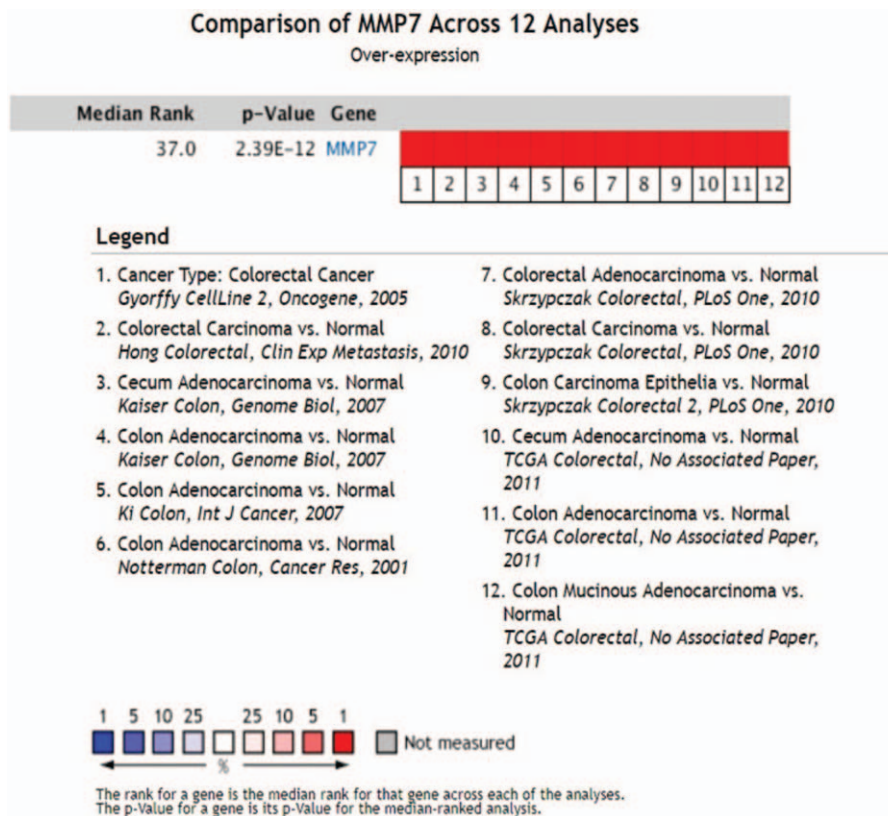 Comparison of MMP7 Across 12 Analyses
Over-expression
Median Rank p-Value Gene
37.0 2.39E-12 MMP7
1 2 3 4 5 6 7 8 9 10 11 12
Legend
1. Cancer Type: Colorectal Cancer
Gyorffy CellLine 2, Oncogene, 2005
2. Colorectal Carcinoma vs. Normal
Hong Colorectal, Clin Exp Metastasis, 2010
3. Cecum Adenocarcinoma vs. Normal
Kaiser Colon, Genome Biol, 2007
4. Colon Adenocarcinoma vs. Normal
Kaiser Colon, Genome Biol, 2007
5. Colon Adenocarcinoma vs. Normal
Ki Colon, Int J Cancer, 2007
6. Colon Adenocarcinoma vs. Normal
Notterman Colon, Cancer Res, 2001
7. Colorectal Adenocarcinoma vs. Normal
Skrzypczak Colorectal, PLoS One, 2010
8. Colorectal Carcinoma vs. Normal
Skrzypczak Colorectal, PLoS One, 2010
9. Colon Carcinoma Epithelia vs. Normal
Skrzypczak Colorectal 2, PLoS One, 2010
10. Cecum Adenocarcinoma vs. Normal
TCGA Colorectal, No Associated Paper,
2011
11. Colon Adenocarcinoma vs. Normal
TCGA Colorectal, No Associated Paper,
2011
12. Colon Mucinous Adenocarcinoma vs.
Normal
TCGA Colorectal, No Associated Paper,
2011
1 5 10 25 25 10 5 1
Not measured
%
The rank for a gene is the median rank for that gene across each of the analyses.
The p-Value for a gene is its p-Value for the median-ranked analysis.